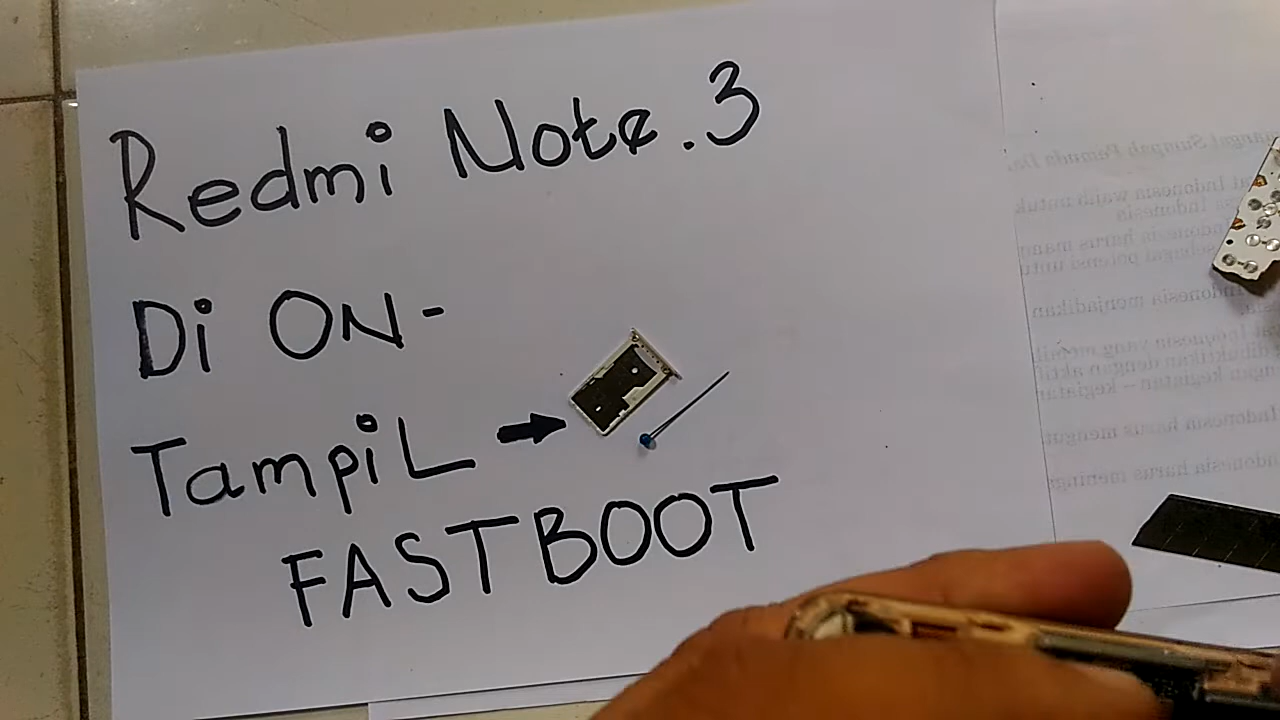 Redmi Note.3
Di ON-
TampiL →
FASTBOOT